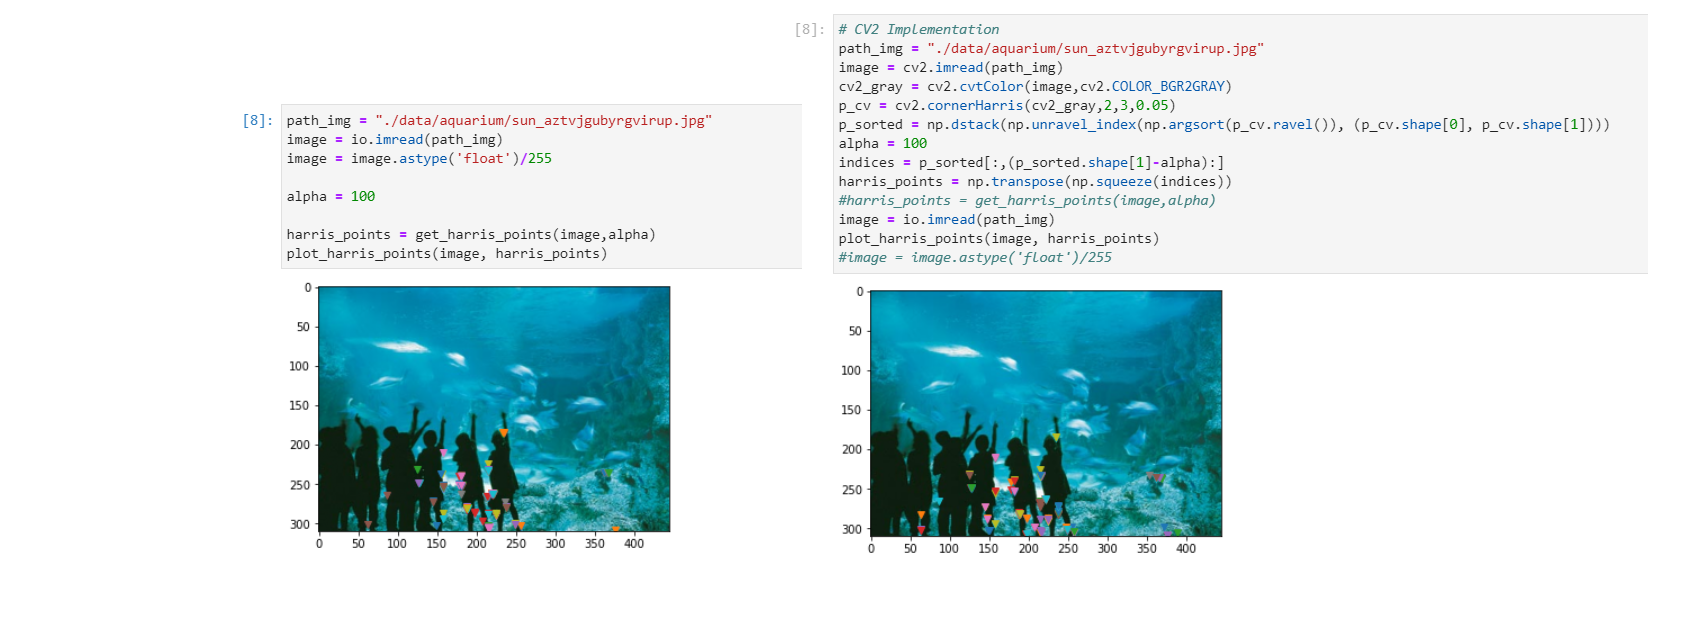 [8]:
path_img = "./data/aquarium/sun_aztvjgubyrgvirup.jpg"
image = io.imread(path_img)
image = image.astype('float')/255
alpha = 100
harris_points = get_harris_points(image,alpha)
plot_harris_points(image, harris_points)
0
50
100
150
200
250
300
0 50 100 150 200 250 300 350 400
[8]:
# CV2 Implementation
path_img = "./data/aquarium/sun_aztvjgubyrgvirup.jpg"
image = cv2.imread(path_img)
cv2_gray = cv2.cvtColor(image,cv2.COLOR_BGR2GRAY)
p_cv = cv2.cornerHarris(cv2_gray,2,3,0.05)
p_sorted = np.dstack(np.unravel_index(np.argsort(p_cv.ravel()), (p_cv.shape[0], p_cv.shape[1])))
alpha = 100
indices = p_sorted[:,(p_sorted.shape[1]-alpha):]
harris_points = np.transpose(np.squeeze(indices))
#harris_points = get_harris_points(image,alpha)
image = io.imread(path_img)
plot_harris_points(image, harris_points)
#image = image.astype('float')/255
0
50
100
150
200
250
300
0 50 100 150 200 250 300 350 400